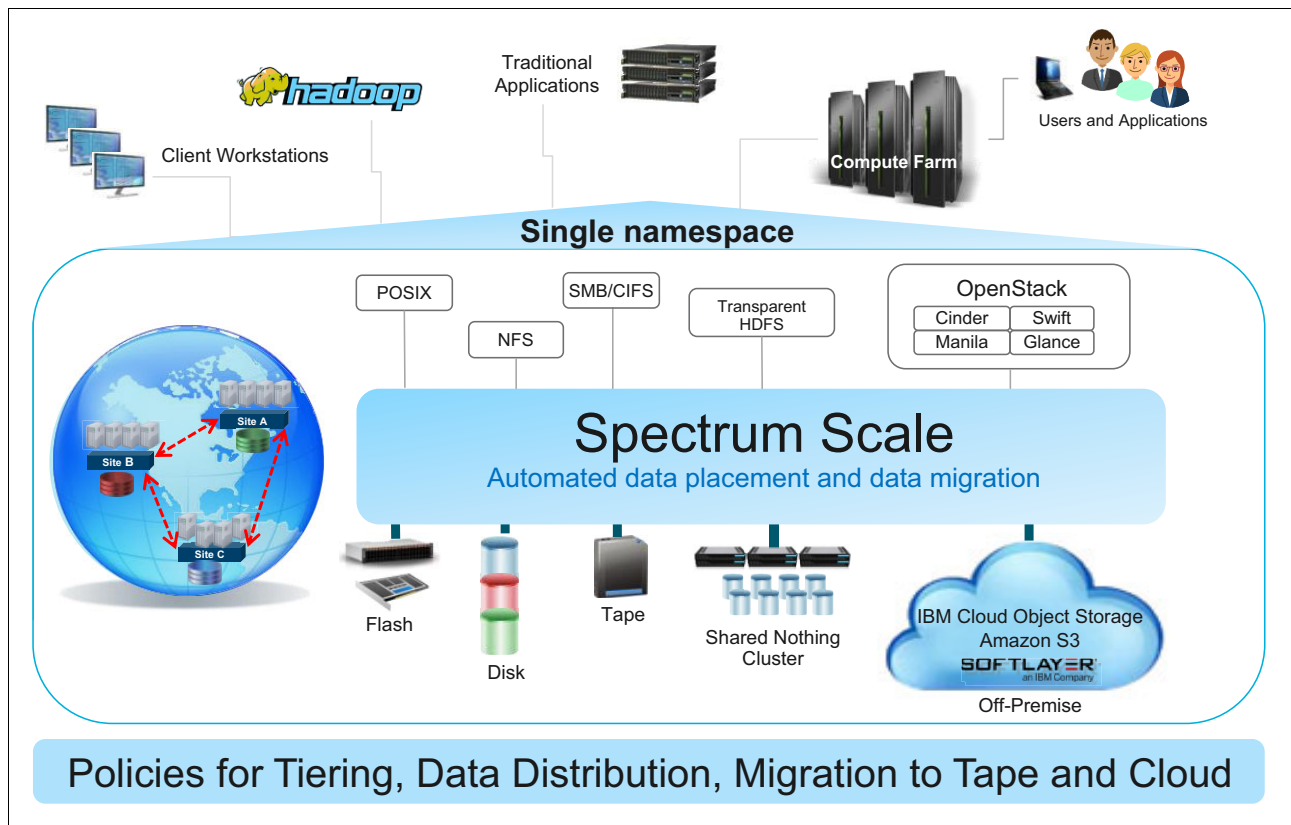 hadoop
Traditional
Applications
Client Workstations
Compute Farm
Users and Applications
Single namespace
POSIX
NFS
SMB/CIFS
Transparent
HDFS
OpenStack
Cinder
Swift
Manila
Glance
Site A
Site B
Site C
Spectrum Scale
Automated data placement and data migration
Flash
Disk
Tape
Shared Nothing
Cluster
IBM Cloud Object Storage
Amazon S3
SOFTLAYER
an IBM Company
Off-Premise
Policies for Tiering, Data Distribution, Migration to Tape and Cloud